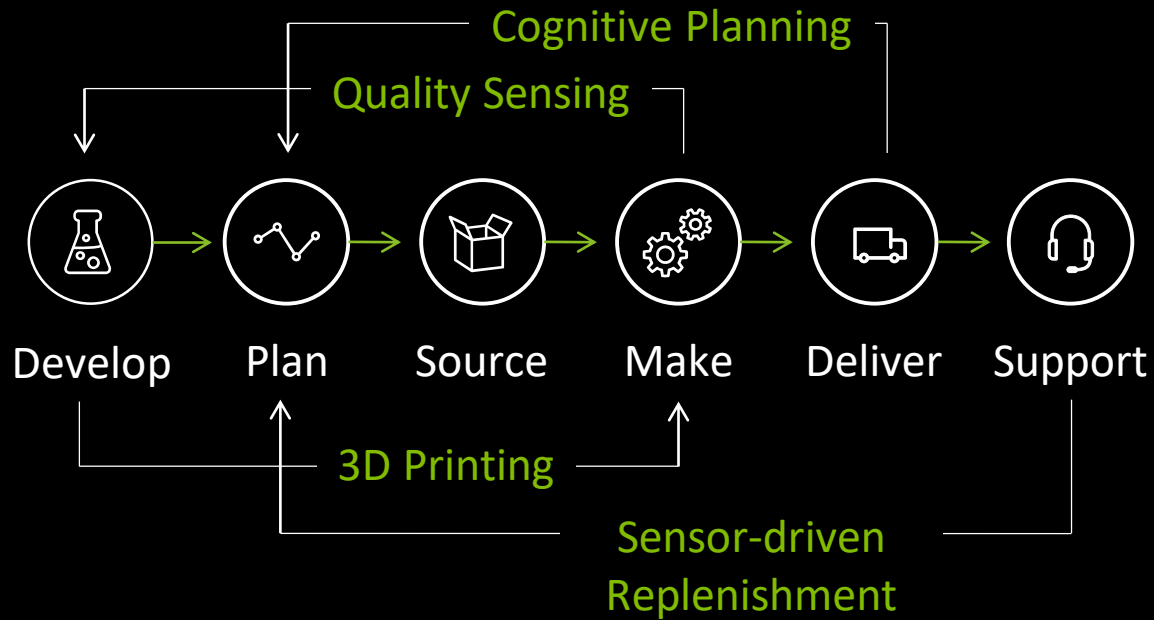 Cognitive Planning
Quality Sensing
Develop
Plan
Source
Make
Deliver
Support
3D Printing
Sensor-driven
Replenishment